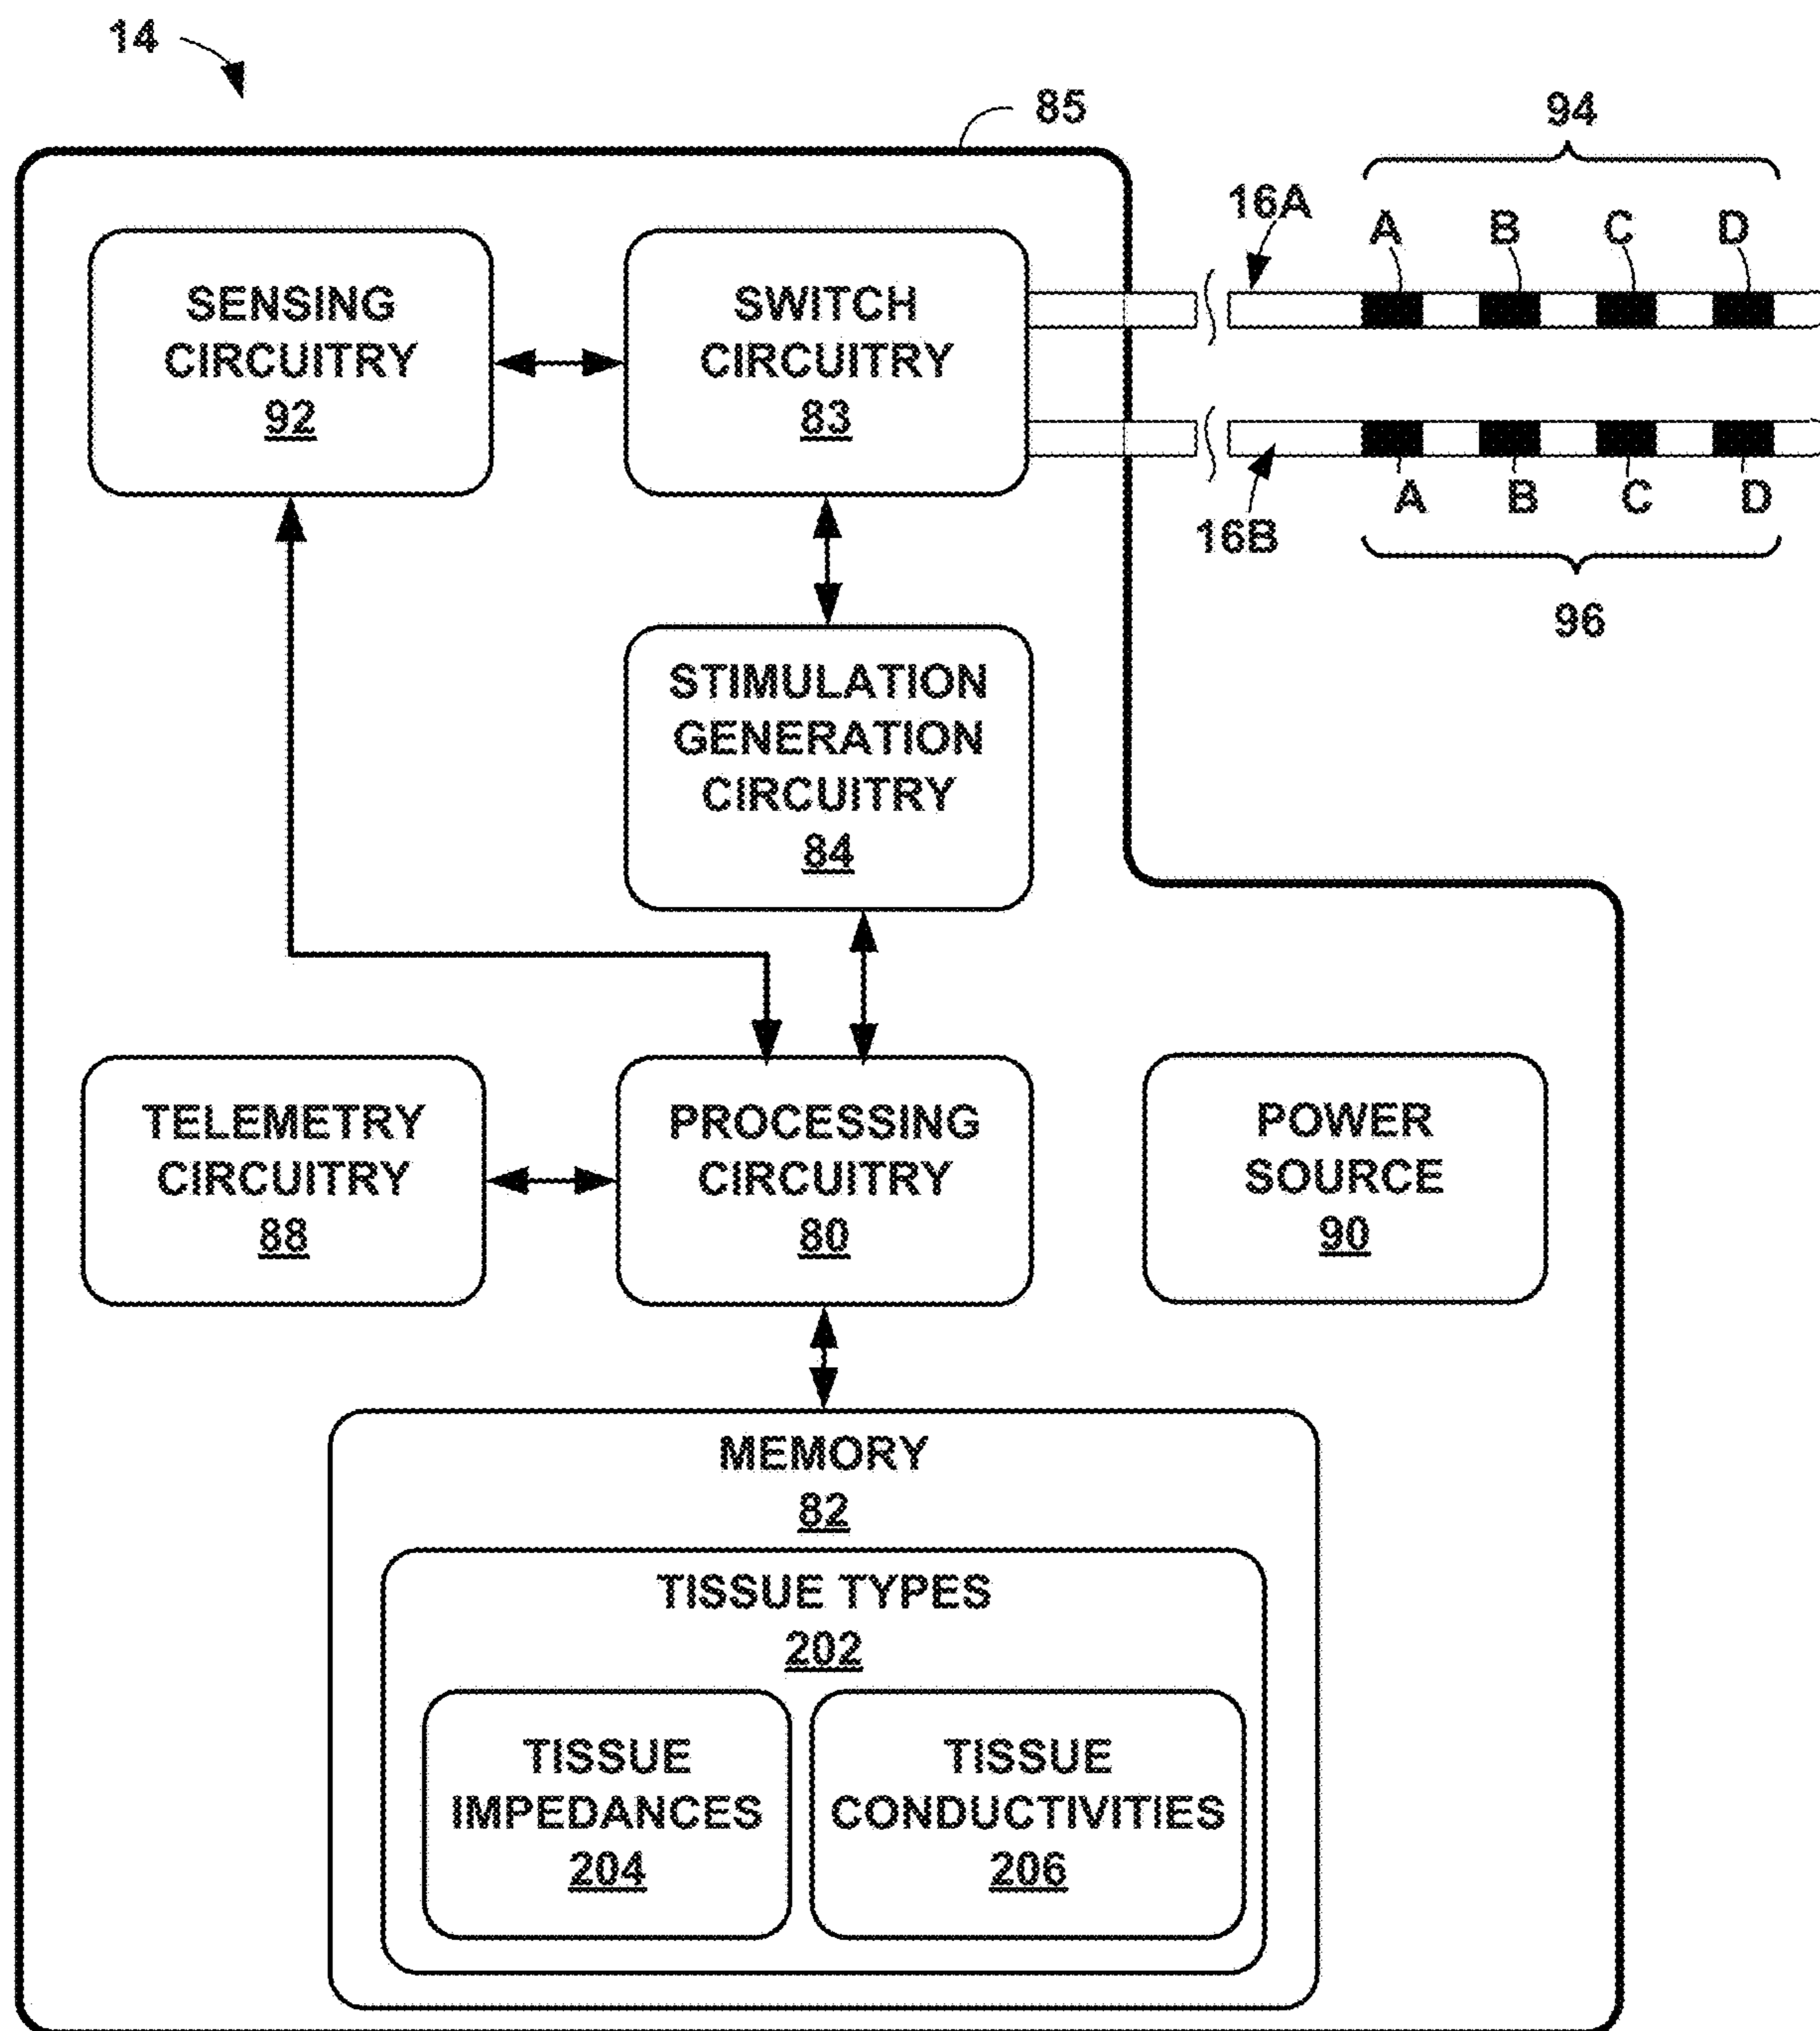 14
85
94
16A
A B C D
SENSING
CIRCUITRY
92
SWITCH
CIRCUITRY
83
A B C D
16B
96
STIMULATION
GENERATION
CIRCUITRY
84
TELEMETRY
CIRCUITRY
88
PROCESSING
CIRCUITRY
80
POWER
SOURCE
90
MEMORY
82
TISSUE TYPES
202
TISSUE
IMPEDANCES
204
TISSUE
CONDUCTIVITIES
206